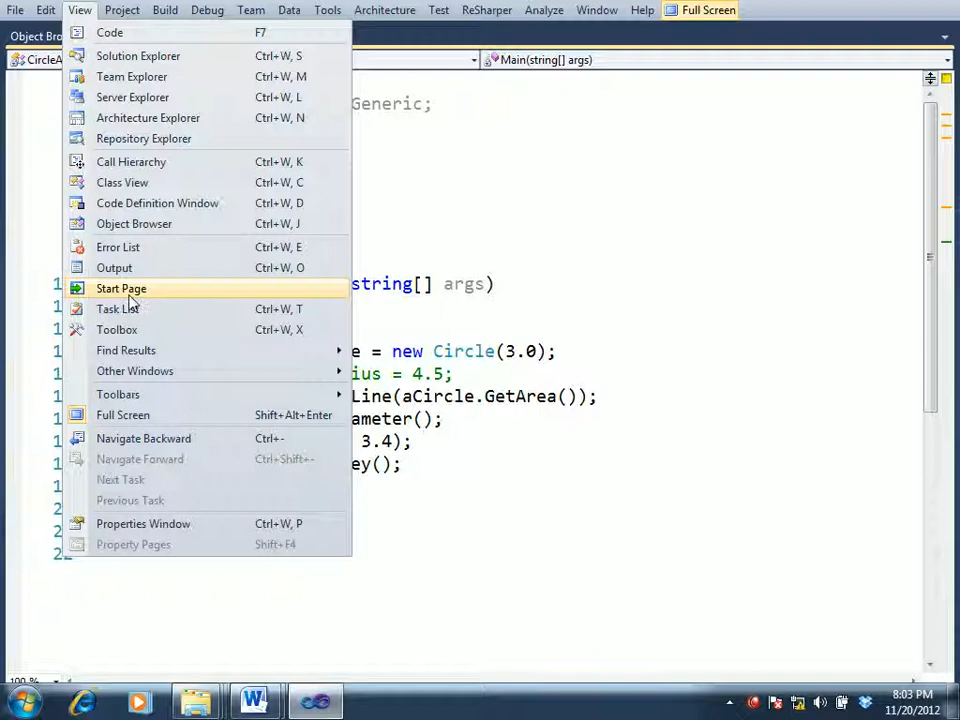 File Edit View Project Build Debug Team Data Tools Architecture Test ReSharper Analyze Window Help Full Screen
Object Bro
CircleA Main(string[] args)
Code F7
Solution Explorer Ctrl+W, S
Team Explorer Ctrl+W, M
Server Explorer Ctrl+W, L
Generic;
Architecture Explorer Ctrl+W, N
Repository Explorer
Call Hierarchy Ctrl+W, K
Class View Ctrl+W, C
Code Definition Window Ctrl+W, D
Object Browser Ctrl+W, J
Error List Ctrl+W, E
Output Ctrl+W, O
Start Page
string[] args)
Task List Ctrl+W, T
Toolbox Ctrl+W, X
Find Results
e = new Circle(3.0);
Other Windows
ius = 4.5;
Toolbars
Line(aCircle.GetArea());
Full Screen Shift+Alt+Enter
ameter();
Navigate Backward Ctrl+-
3.4);
Navigate Forward Ctrl+Shift+-
ey();
Next Task
Previous Task
Properties Window Ctrl+W, P
Property Pages Shift+F4
22
100 %
8:03 PM
11/20/2012